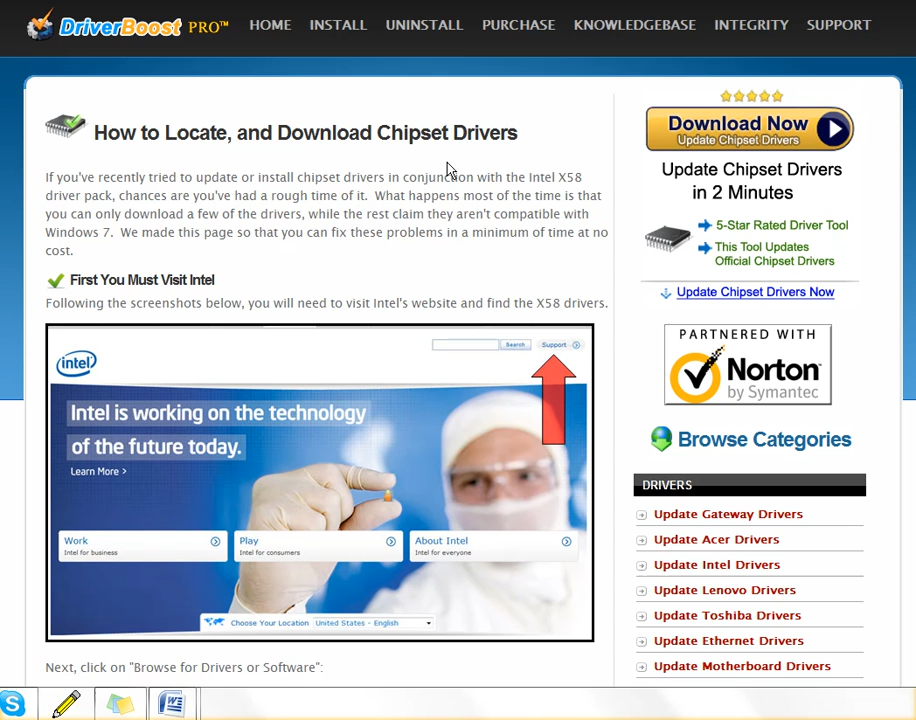 DriverBoost PRO™
HOME INSTALL UNINSTALL PURCHASE KNOWLEDGEBASE INTEGRITY SUPPORT
How to Locate, and Download Chipset Drivers
If you've recently tried to update or install chipset drivers in conjunction with the Intel X58
driver pack, chances are you've had a rough time of it. What happens most of the time is that
you can only download a few of the drivers, while the rest claim they aren't compatible with
Windows 7. We made this page so that you can fix these problems in a minimum of time at no
cost.
First You Must Visit Intel
Following the screenshots below, you will need to visit Intel's website and find the X58 drivers.
Search Support
intel
Intel is working on the technology
of the future today.
Learn More >
Work
Intel for business
Play
Intel for consumers
About Intel
Intel for everyone
Choose Your Location United States - English
Next, click on "Browse for Drivers or Software":
Download Now
Update Chipset Drivers
Update Chipset Drivers
in 2 Minutes
5-Star Rated Driver Tool
This Tool Updates
Official Chipset Drivers
Update Chipset Drivers Now
PARTNERED WITH
Norton
by Symantec
Browse Categories
DRIVERS
Update Gateway Drivers
Update Acer Drivers
Update Intel Drivers
Update Lenovo Drivers
Update Toshiba Drivers
Update Ethernet Drivers
Update Motherboard Drivers
S
W